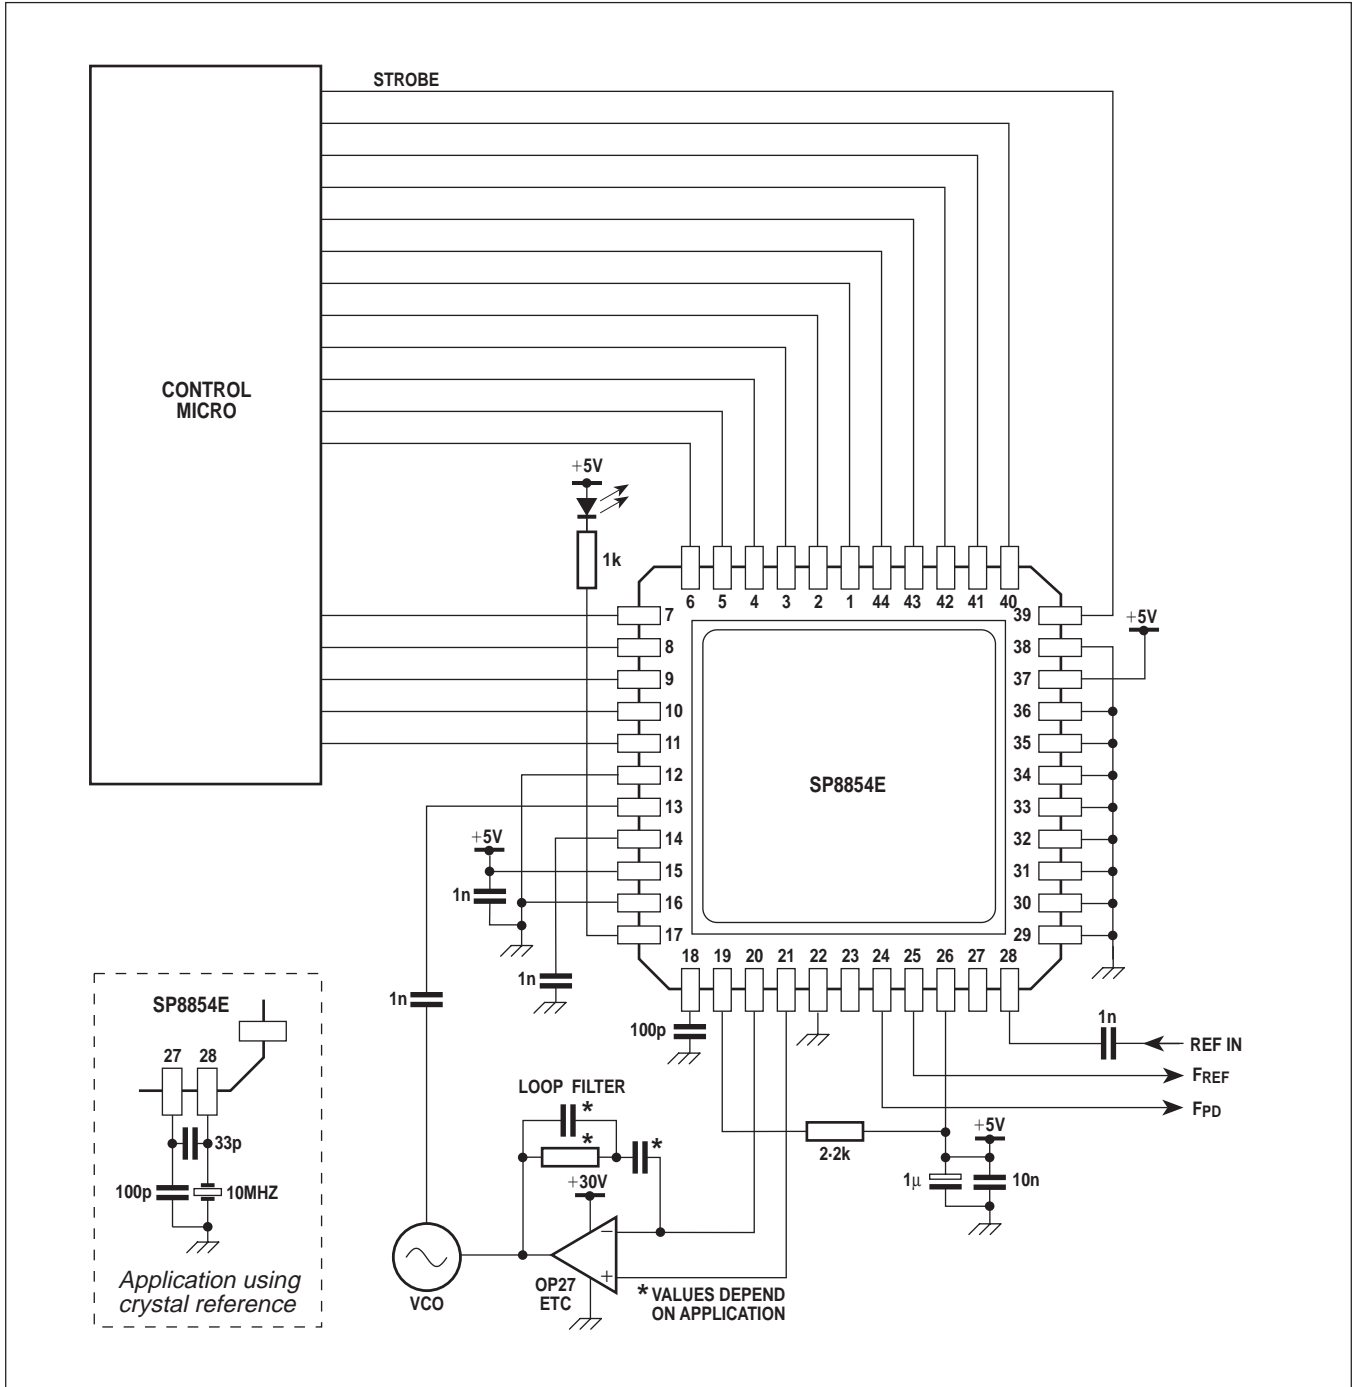 STROBE
CONTROL
MICRO
+5V
1k
6 5 4 3 2 1 44 43 42 41 40
7
8
9
10
11
12
13
14
15
16
17
39
38
37
36
35
34
33
32
31
30
29
+5V
SP8854E
+5V
1n
1n
1n
18 19 20 21 22 23 24 25 26 27 28
100p
1n
REF IN
FREF
FPD
2·2k
+5V
1µ
10n
LOOP FILTER
*
*
*
+30V
−
+
OP27
ETC
VCO
* VALUES DEPEND
ON APPLICATION
SP8854E
27 28
33p
100p
10MHZ
Application using
crystal reference